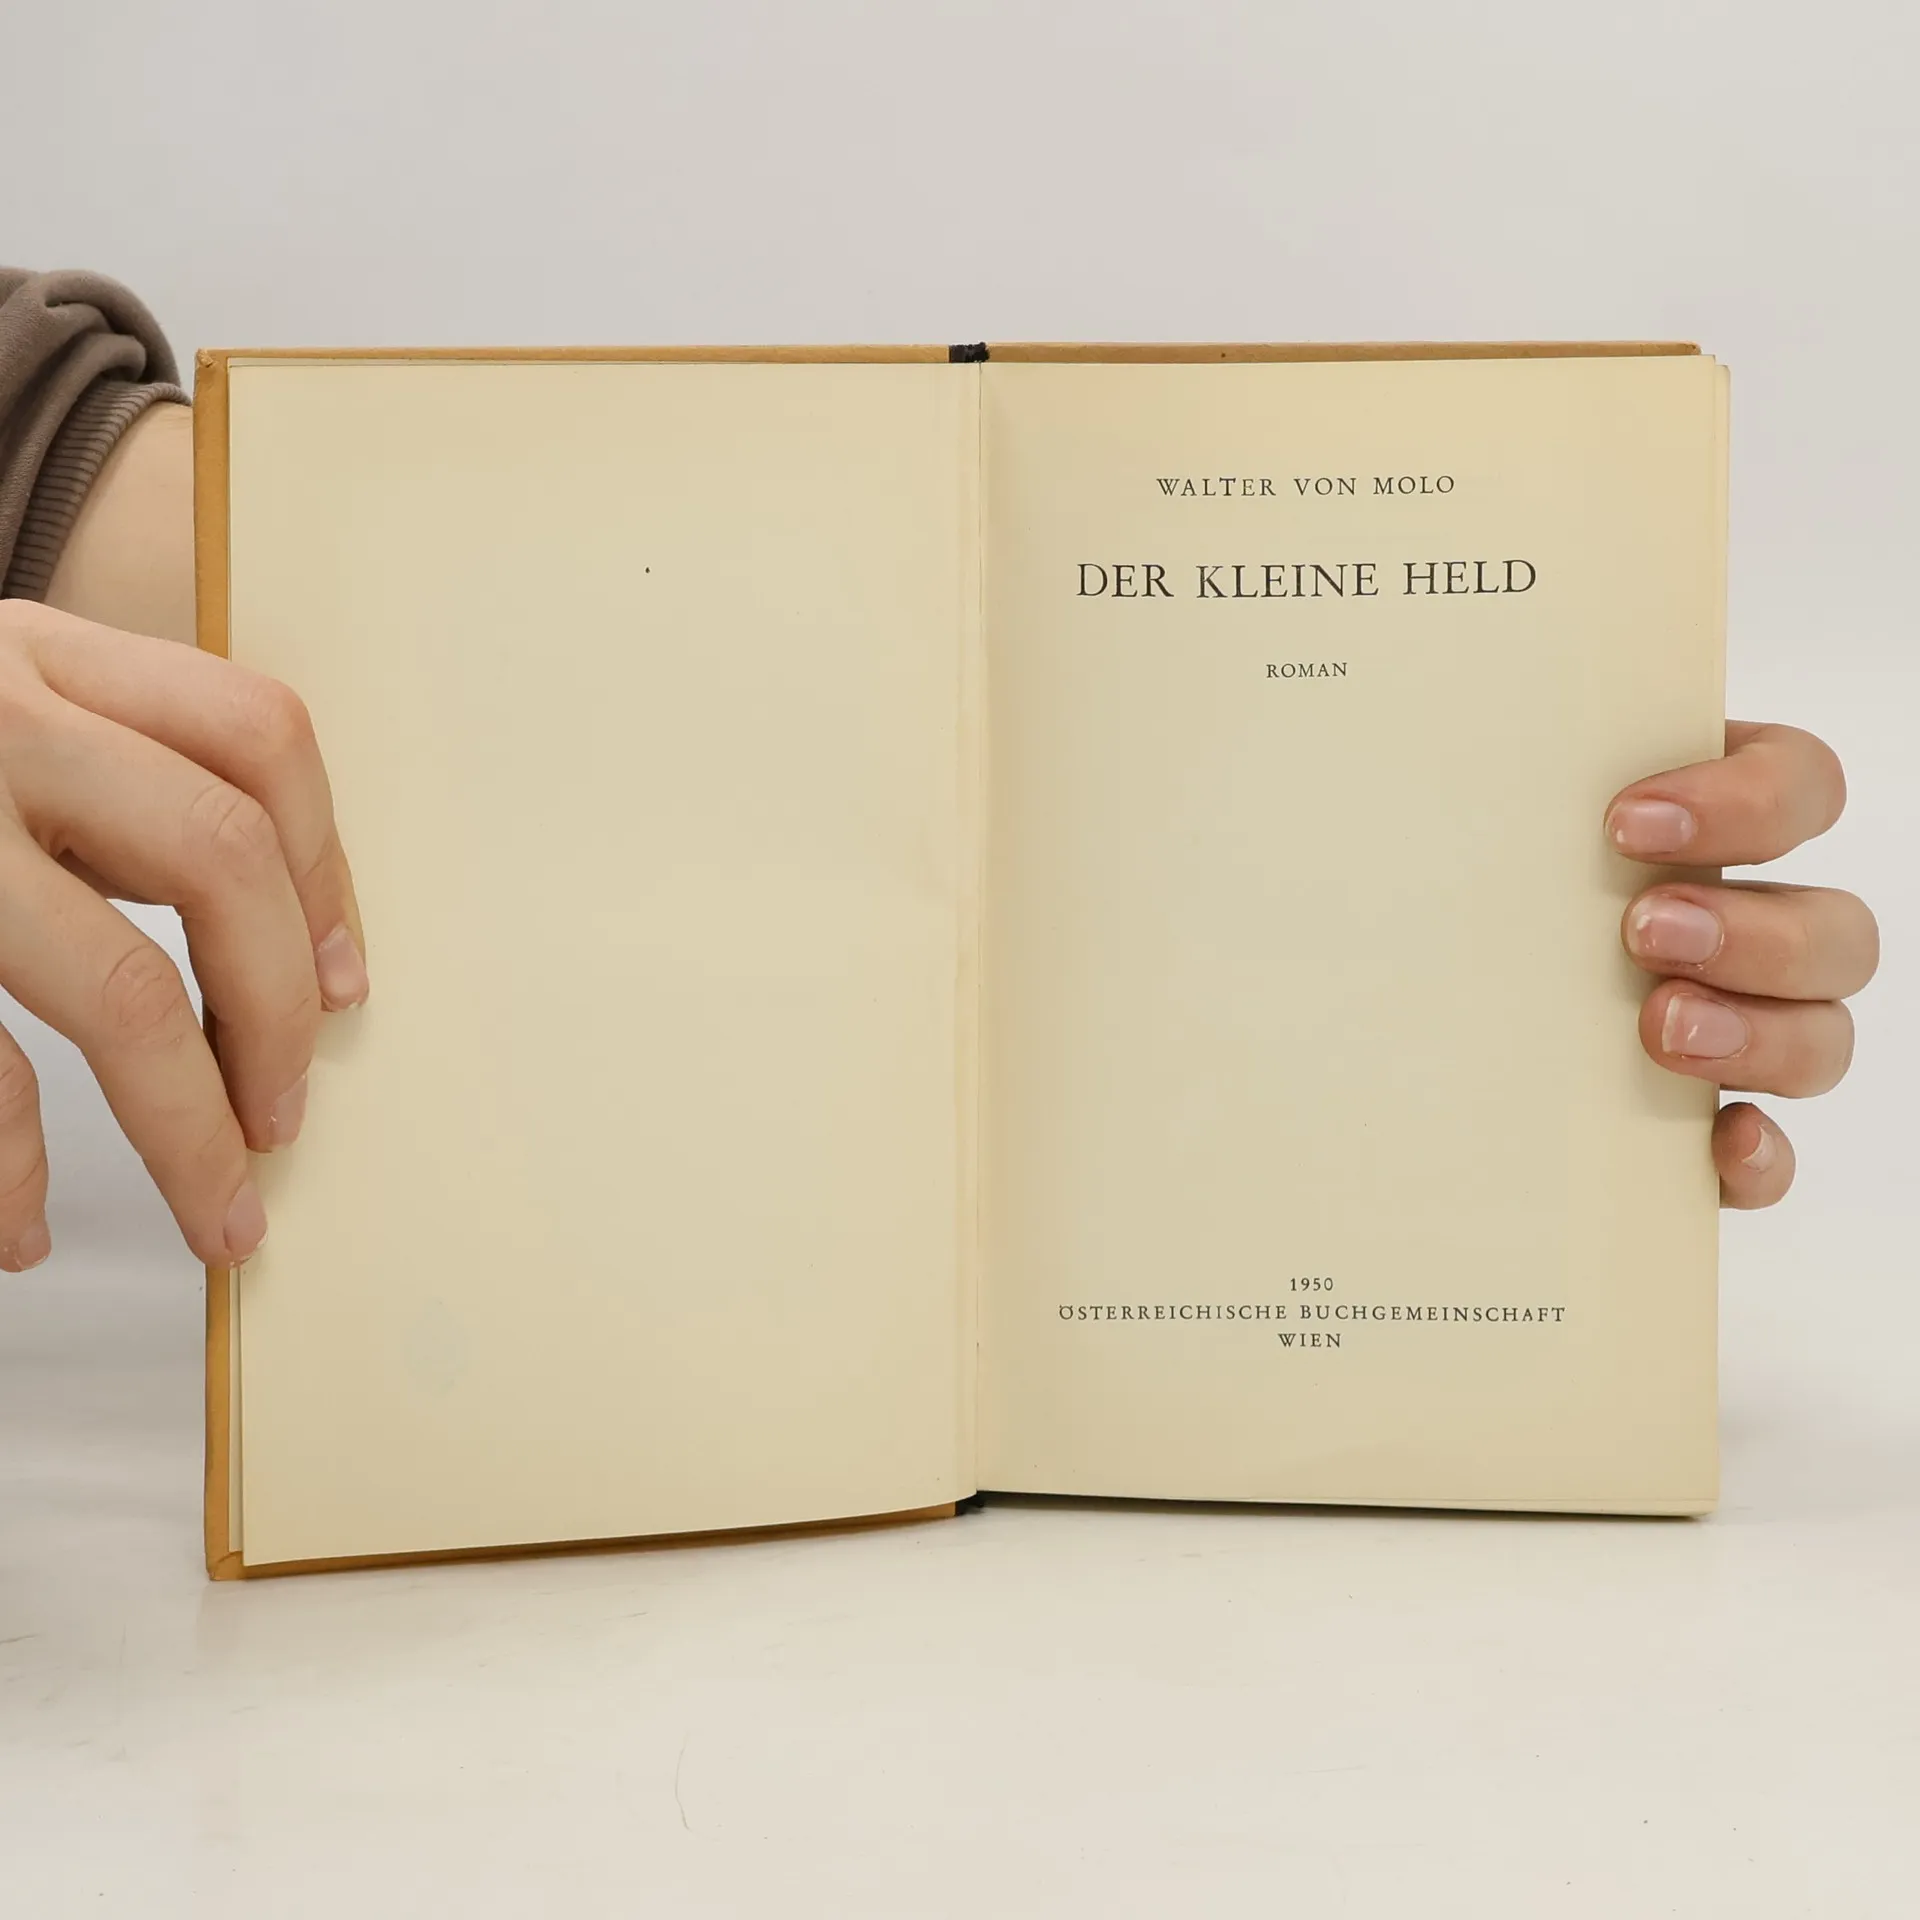 WALTER VON MOLO
DER KLEINE HELD
ROMAN
1950
ÖSTERREICHISCHE BUCHGEMEINSCHAFT
WIEN